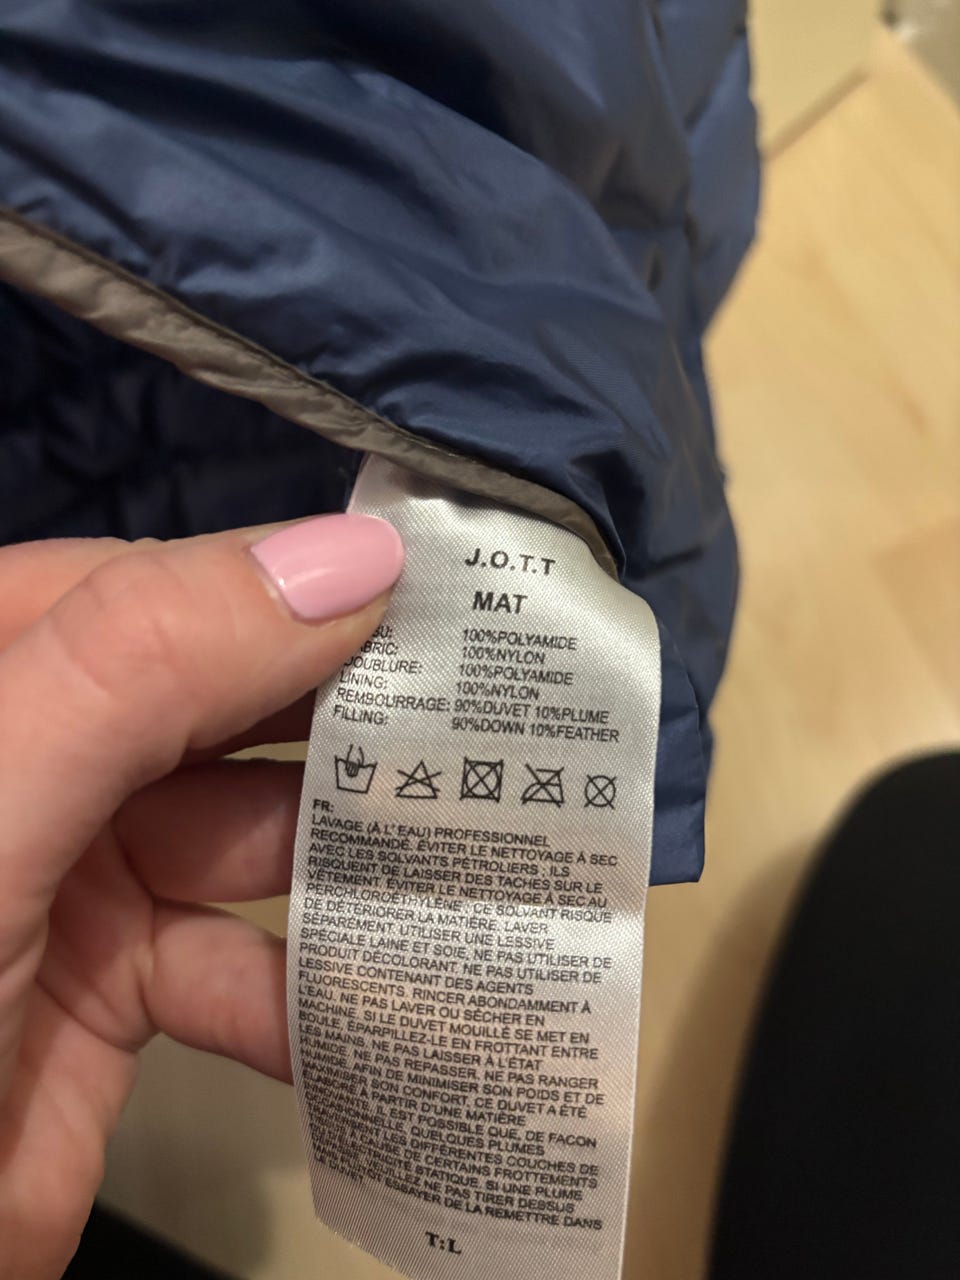 J.O.T.T
MAT
SU: 100%POLYAMIDE
BRIC: 100%NYLON
DOUBLURE: 100%POLYAMIDE
LINING: 100%NYLON
REMBOURRAGE: 90%DUVET 10%PLUME
FILLING: 90%DOWN 10%FEATHER
FR:
LAVAGE (À L'EAU) PROFESSIONNEL
RECOMMANDÉ. ÉVITER LE NETTOYAGE À SEC
AVEC LES SOLVANTS PÉTROLIERS ; ILS
RISQUENT DE LAISSER DES TACHES SUR LE
VÊTEMENT. ÉVITER LE NETTOYAGE À SEC AU
PERCHLOROÉTHYLÈNE ; CE SOLVANT RISQUE
DE DÉTÉRIORER LA MATIÈRE. LAVER
SÉPARÉMENT. UTILISER UNE LESSIVE
SPÉCIALE LAINE ET SOIE. NE PAS UTILISER DE
PRODUIT DÉCOLORANT. NE PAS UTILISER DE
LESSIVE CONTENANT DES AGENTS
FLUORESCENTS. RINCER ABONDAMMENT À
L'EAU. NE PAS LAVER OU SÉCHER EN
MACHINE. SI LE DUVET MOUILLÉ SE MET EN
BOULE, ÉPARPILLEZ-LE EN FROTTANT ENTRE
LES MAINS. NE PAS LAISSER À L'ÉTAT
HUMIDE. NE PAS REPASSER. NE PAS RANGER
HUMIDE. AFIN DE MINIMISER SON POIDS ET DE
MAXIMISER SON CONFORT, CE DUVET A ÉTÉ
ÉLABORÉ À PARTIR D'UNE MATIÈRE
IL EST POSSIBLE QUE, DE FAÇON
QUELQUES PLUMES
LES DIFFÉRENTES COUCHES DE
À CAUSE DE CERTAINS FROTTEMENTS
STATIQUE. SI UNE PLUME
VEUILLEZ NE PAS TIRER DESSUS
ET ESSAYER DE LA REMETTRE DANS
T:L